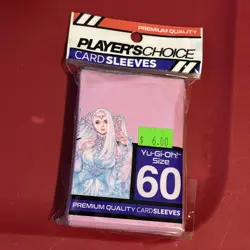 PREMIUM QUALITY
PLAYER'S CHOICE
CARD SLEEVES
$ 6.00
Yu-Gi-Oh!
Size
60
PREMIUM QUALITY CARD SLEEVES